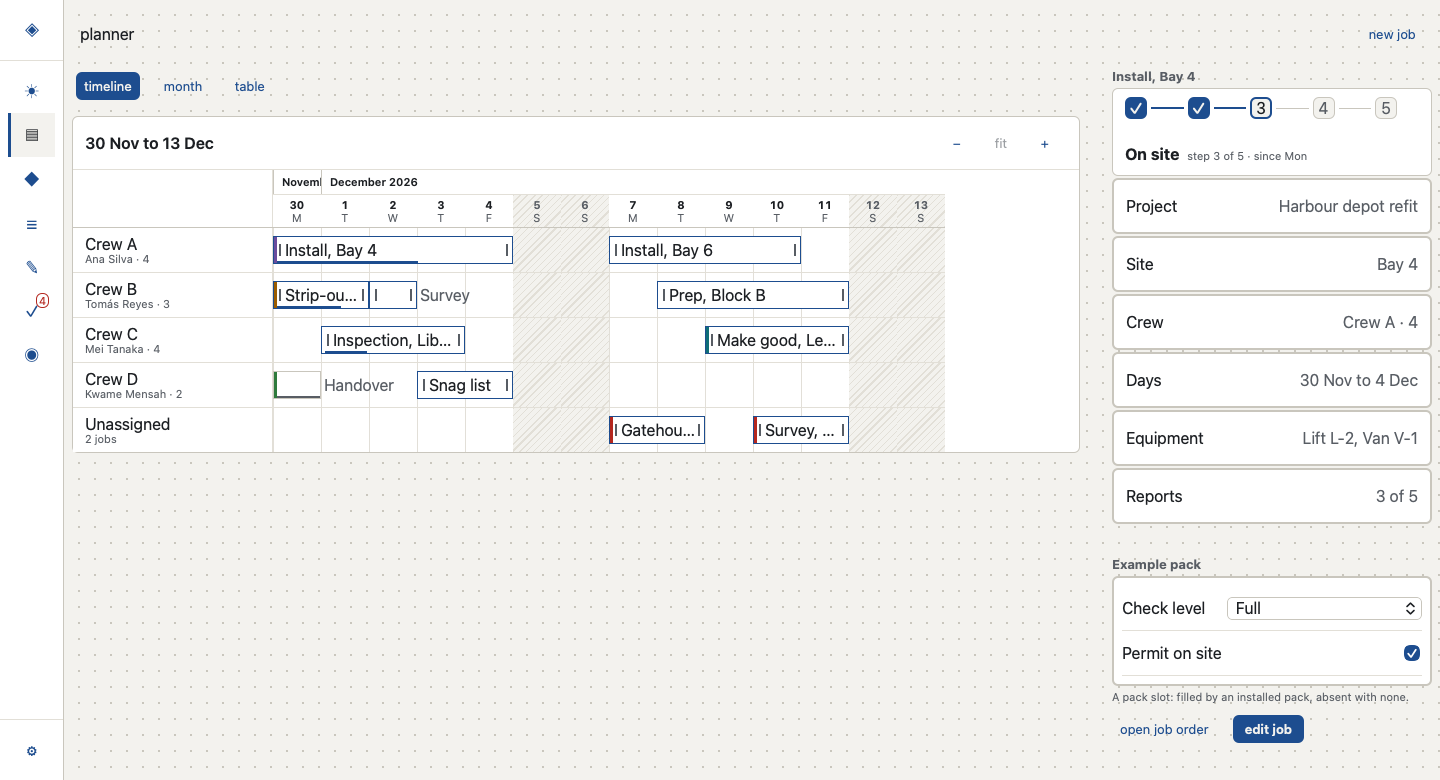 planner
new job
timeline
month
table
30 Nov to 13 Dec
−
fit
+
December 2026
30 1 2 3 4 5 6 7 8 9 10 11 12 13
M T W T F S S M T W T F S S
Crew A
Ana Silva · 4
Install, Bay 4
Install, Bay 6
Crew B
Tomás Reyes · 3
Strip-ou...
Survey
Prep, Block B
Crew C
Mei Tanaka · 4
Inspection, Lib...
Make good, Le...
Crew D
Kwame Mensah · 2
Handover
Snag list
Unassigned
2 jobs
Gatehou...
Survey, ...
4
Install, Bay 4
3 4 5
On site step 3 of 5 · since Mon
Project Harbour depot refit
Site Bay 4
Crew Crew A · 4
Days 30 Nov to 4 Dec
Equipment Lift L-2, Van V-1
Reports 3 of 5
Example pack
Check level Full
Permit on site
A pack slot: filled by an installed pack, absent with none.
open job order
edit job